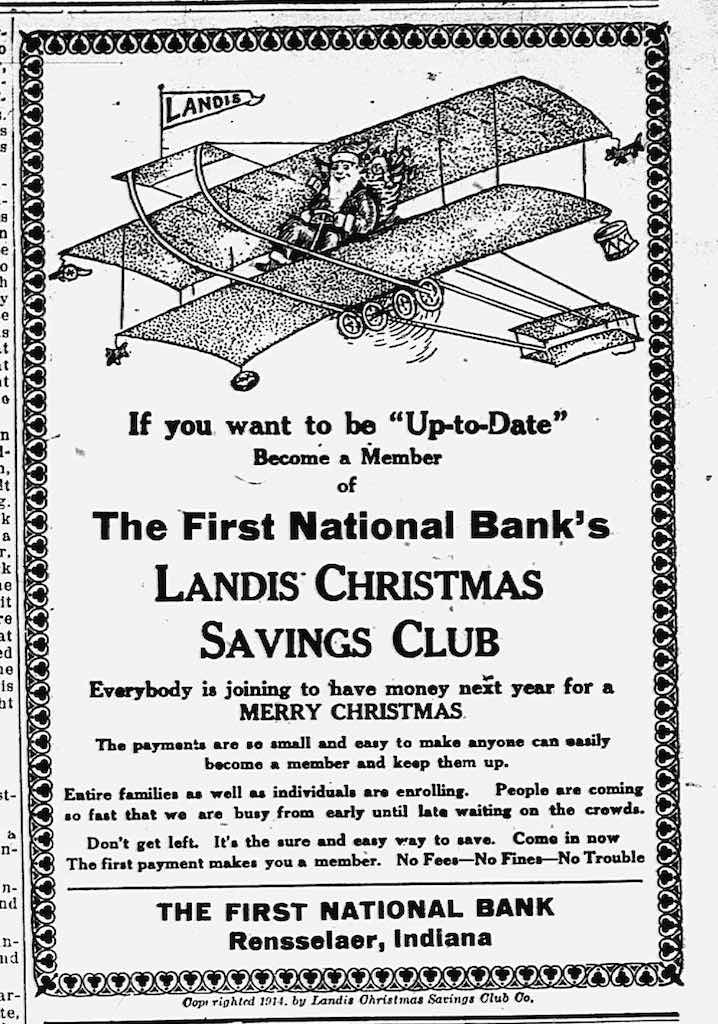 LANDIS
If you want to be "Up-to-Date"
Become a Member
of
The First National Bank's
LANDIS CHRISTMAS
SAVINGS CLUB
Everybody is joining to have money next year for a
MERRY CHRISTMAS
The payments are so small and easy to make anyone can easily
become a member and keep them up.
Entire families as well as individuals are enrolling. People are coming
so fast that we are busy from early until late waiting on the crowds.
Don't get left. It's the sure and easy way to save. Come in now
The first payment makes you a member. No Fees—No Fines—No Trouble
THE FIRST NATIONAL BANK
Rensselaer, Indiana
Copyrighted 1914, by Landis Christmas Savings Club Co.